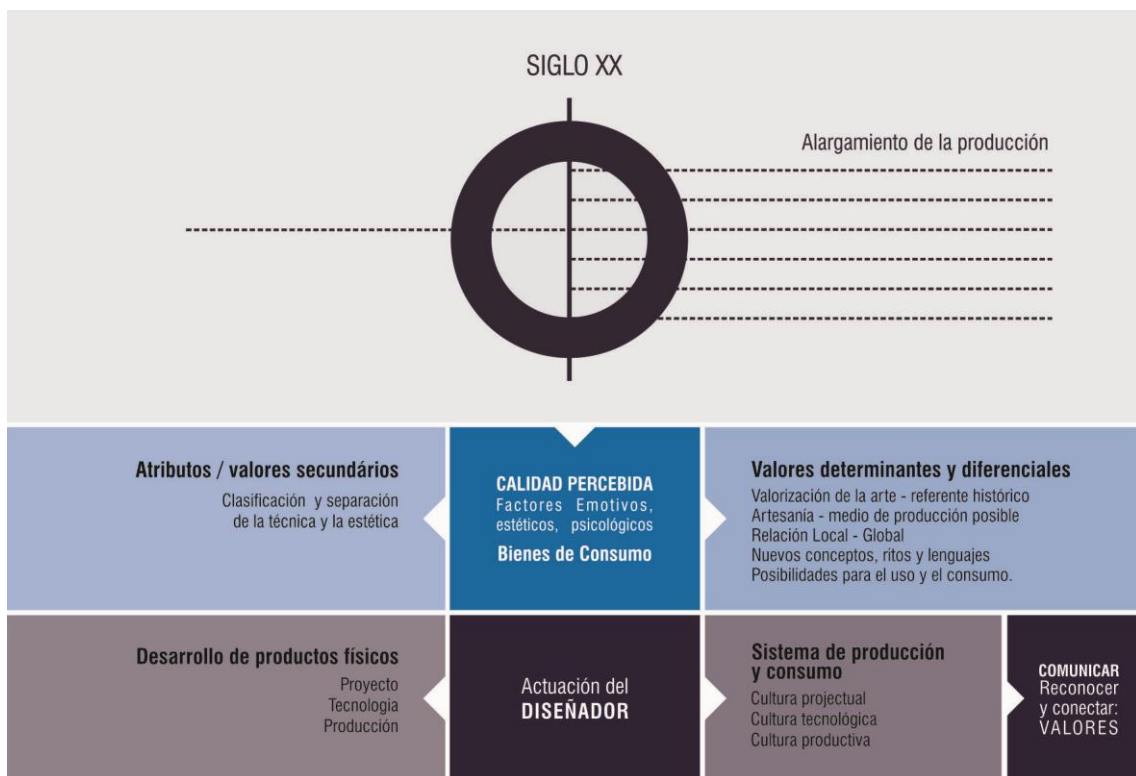 SIGLO XX
Alargamiento de la producción
Atributos / valores secundários
Clasificación y separación
de la técnica y la estética
CALIDAD PERCEBIDA
Factores Emotivos,
estéticos, psicológicos
Bienes de Consumo
Valores determinantes y diferenciales
Valorización de la arte - referente histórico
Artesanía - medio de producción posible
Relación Local - Global
Nuevos conceptos, rítos y lenguajes
Posibilidades para el uso y el consumo.
Desarrollo de productos físicos
Proyecto
Tecnologia
Producción
Actuación del
DISEÑADOR
Sistema de producción
y consumo
Cultura projectual
Cultura tecnológica
Cultura productiva
COMUNICAR
Reconocer
y conectar:
VALORES